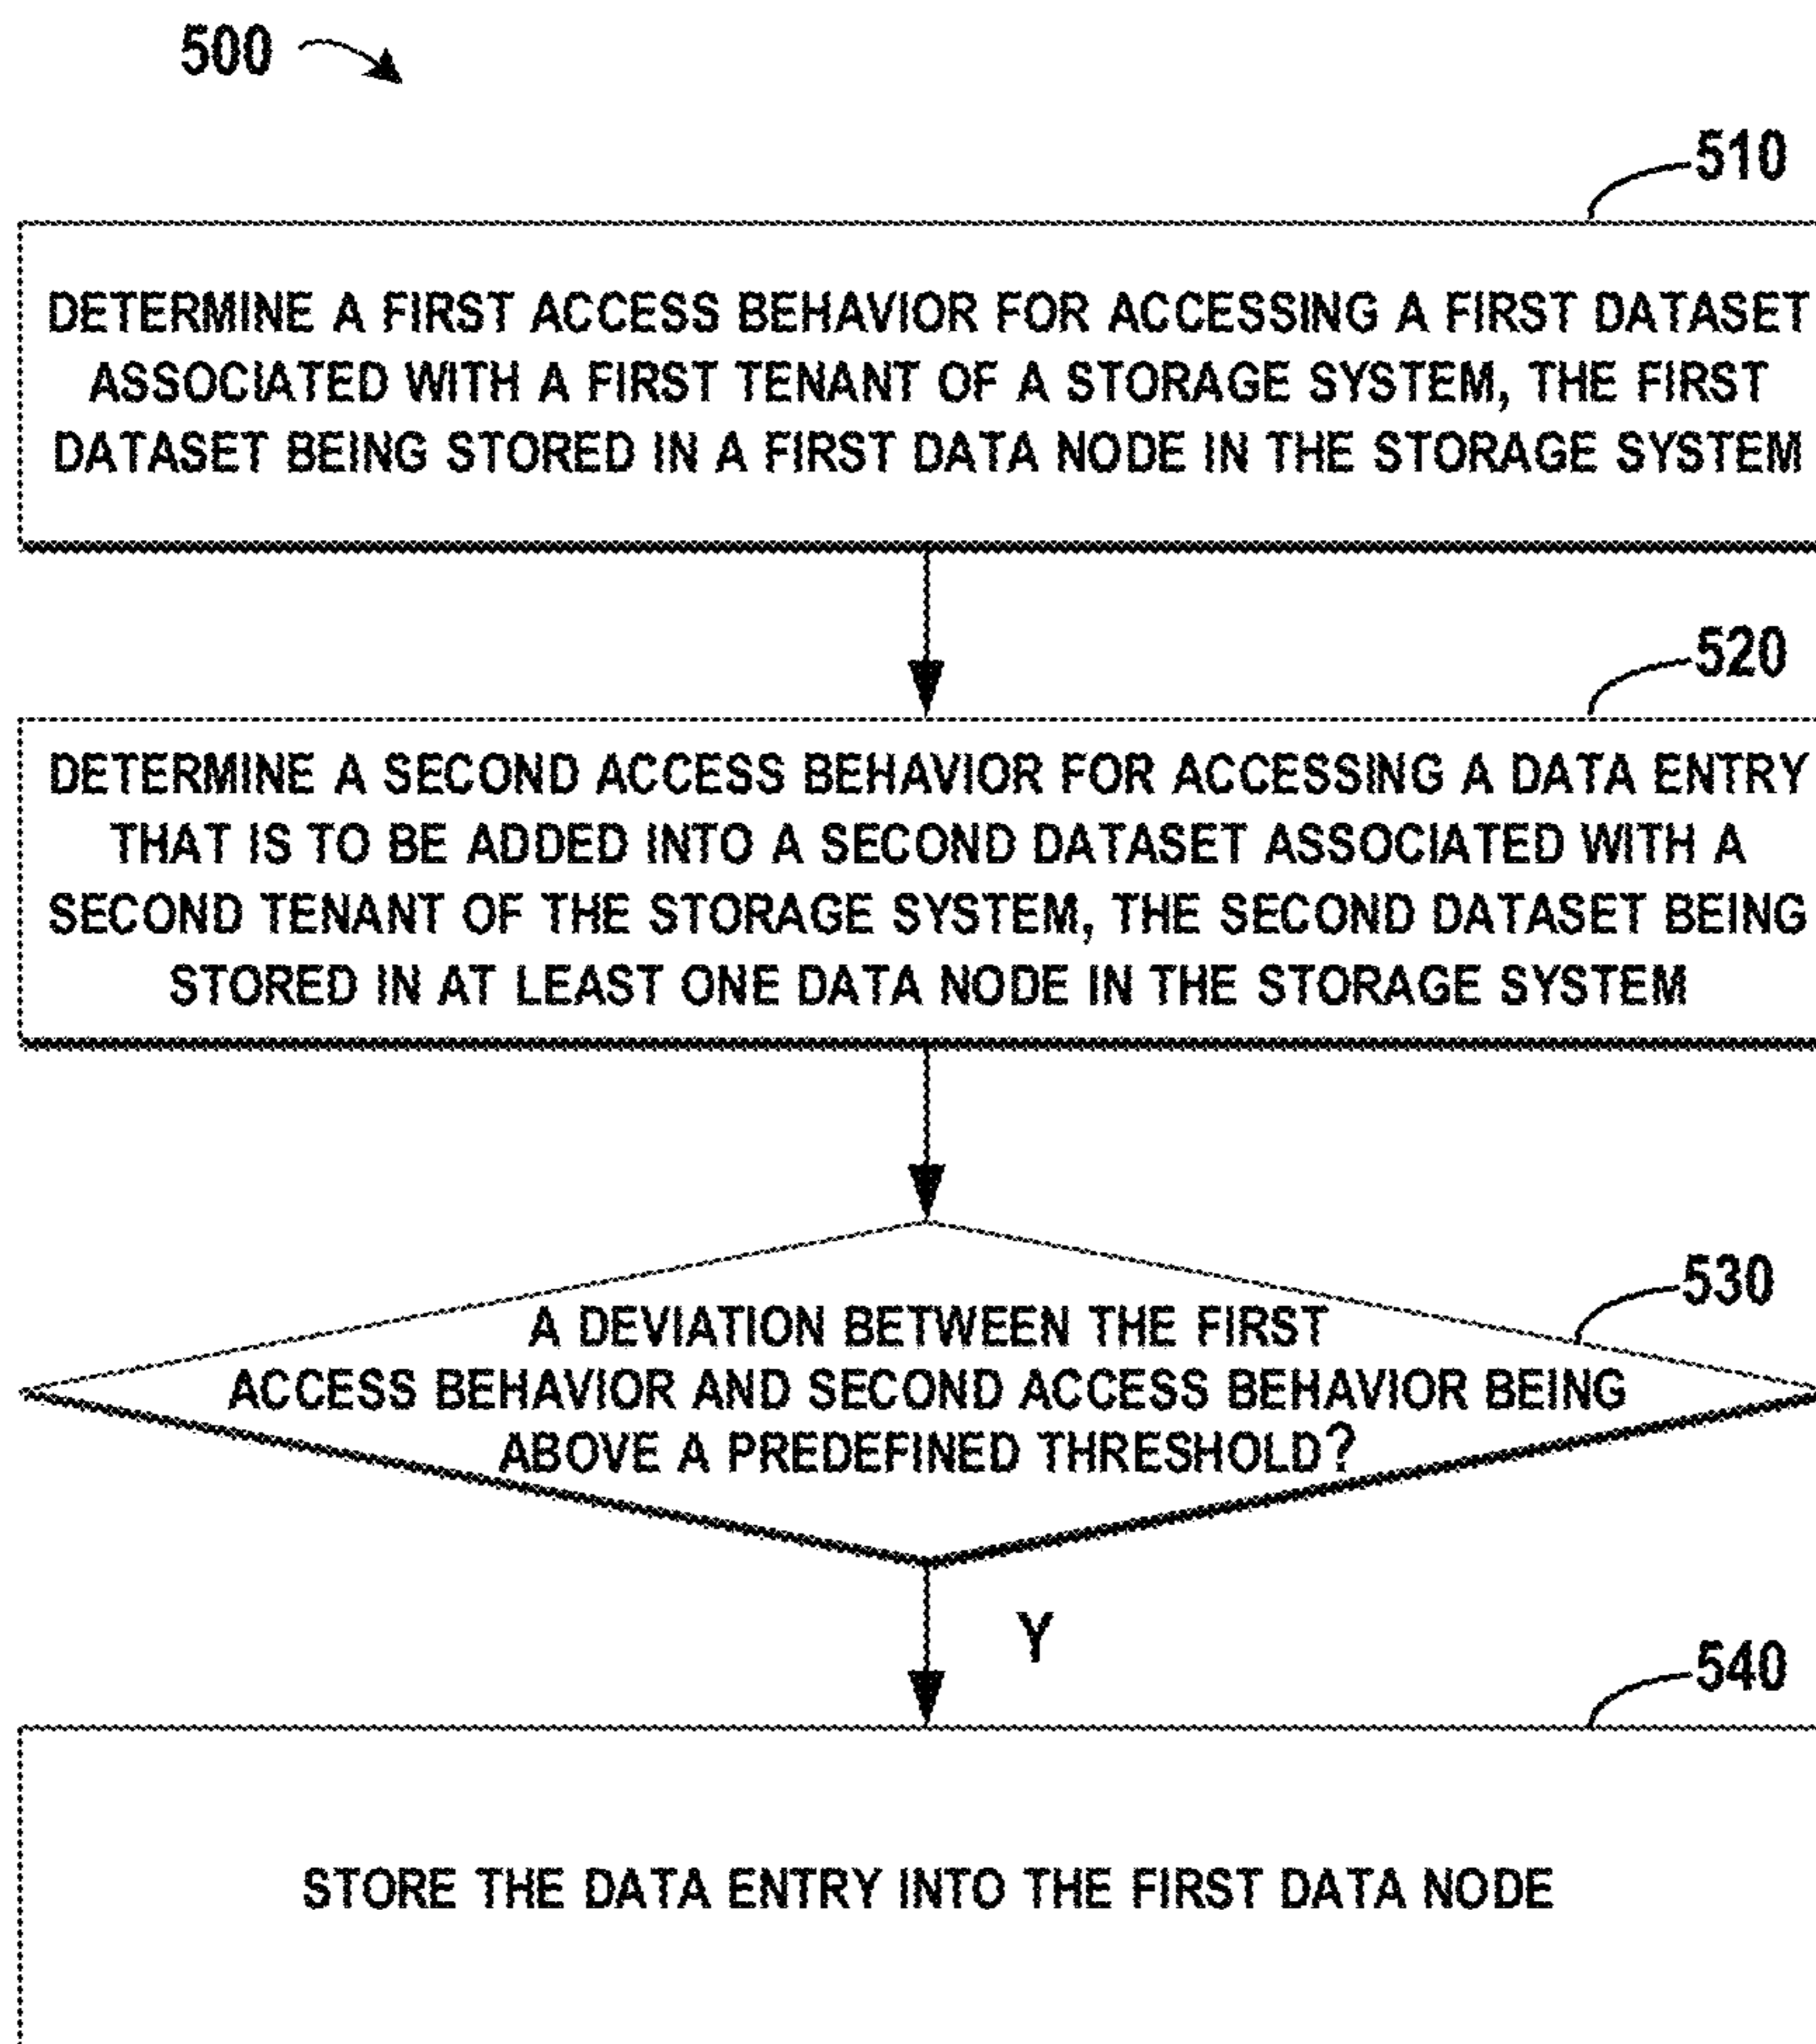 500
510
DETERMINE A FIRST ACCESS BEHAVIOR FOR ACCESSING A FIRST DATASET
ASSOCIATED WITH A FIRST TENANT OF A STORAGE SYSTEM, THE FIRST
DATASET BEING STORED IN A FIRST DATA NODE IN THE STORAGE SYSTEM
520
DETERMINE A SECOND ACCESS BEHAVIOR FOR ACCESSING A DATA ENTRY
THAT IS TO BE ADDED INTO A SECOND DATASET ASSOCIATED WITH A
SECOND TENANT OF THE STORAGE SYSTEM, THE SECOND DATASET BEING
STORED IN AT LEAST ONE DATA NODE IN THE STORAGE SYSTEM
530
A DEVIATION BETWEEN THE FIRST
ACCESS BEHAVIOR AND SECOND ACCESS BEHAVIOR BEING
ABOVE A PREDEFINED THRESHOLD?
Y
540
STORE THE DATA ENTRY INTO THE FIRST DATA NODE